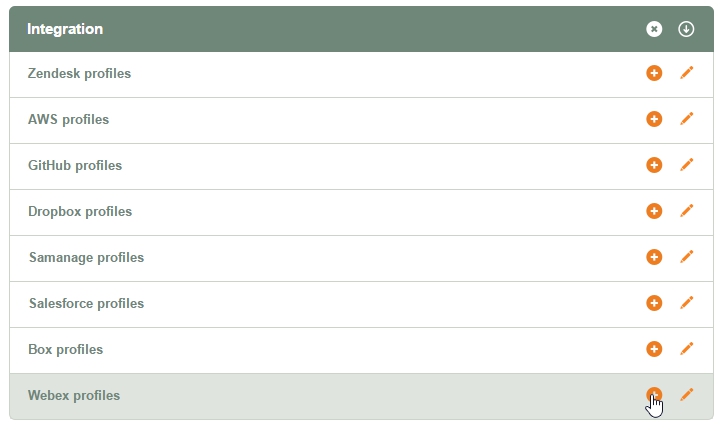 Integration
Zendesk profiles
AWS profiles
GitHub profiles
Dropbox profiles
Samanage profiles
Salesforce profiles
Box profiles
Webex profiles